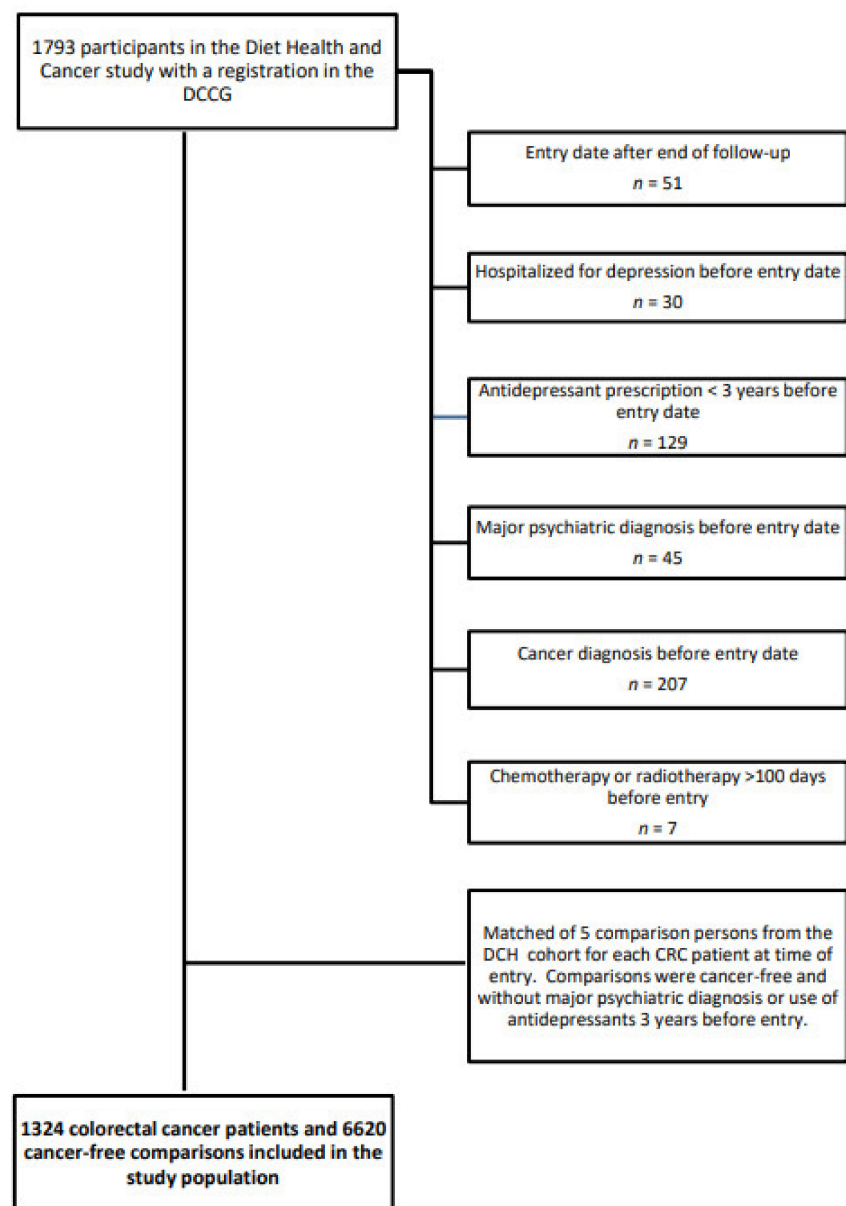 1793 participants in the Diet Health and
Cancer study with a registration in the
DCCG
Entry date after end of follow-up
n = 51
Hospitalized for depression before entry date
n = 30
Antidepressant prescription < 3 years before
entry date
n = 129
Major psychiatric diagnosis before entry date
n = 45
Cancer diagnosis before entry date
n = 207
Chemotherapy or radiotherapy >100 days
before entry
n = 7
Matched of 5 comparison persons from the
DCH cohort for each CRC patient at time of
entry. Comparisons were cancer-free and
without major psychiatric diagnosis or use of
antidepressants 3 years before entry.
1324 colorectal cancer patients and 6620
cancer-free comparisons included in the
study population